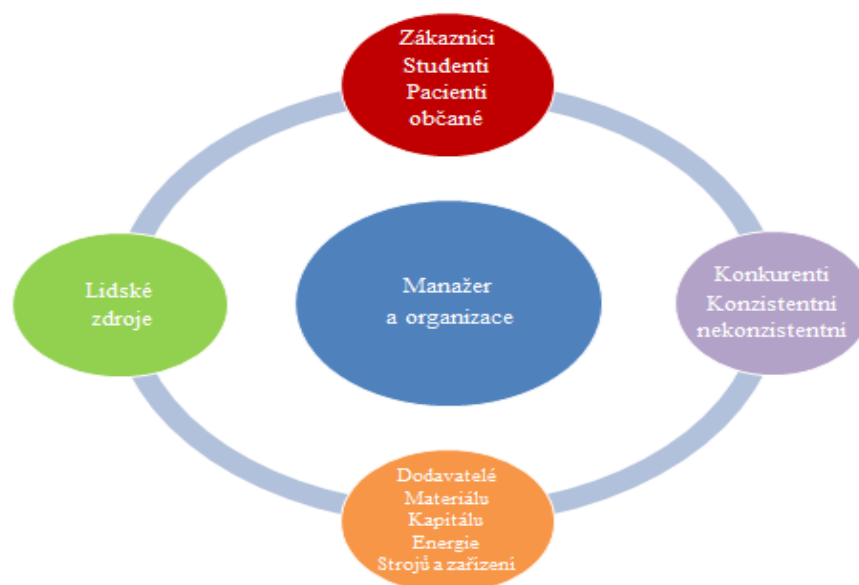 Zákazníci
Studenti
Pacienti
občané
Lidské
zdroje
Manažer
a organizace
Konkurenti
Konzistentní
nekonzistentní
Dodavatelé
Materiálu
Kapitálu
Energie
Strojů a zařízení